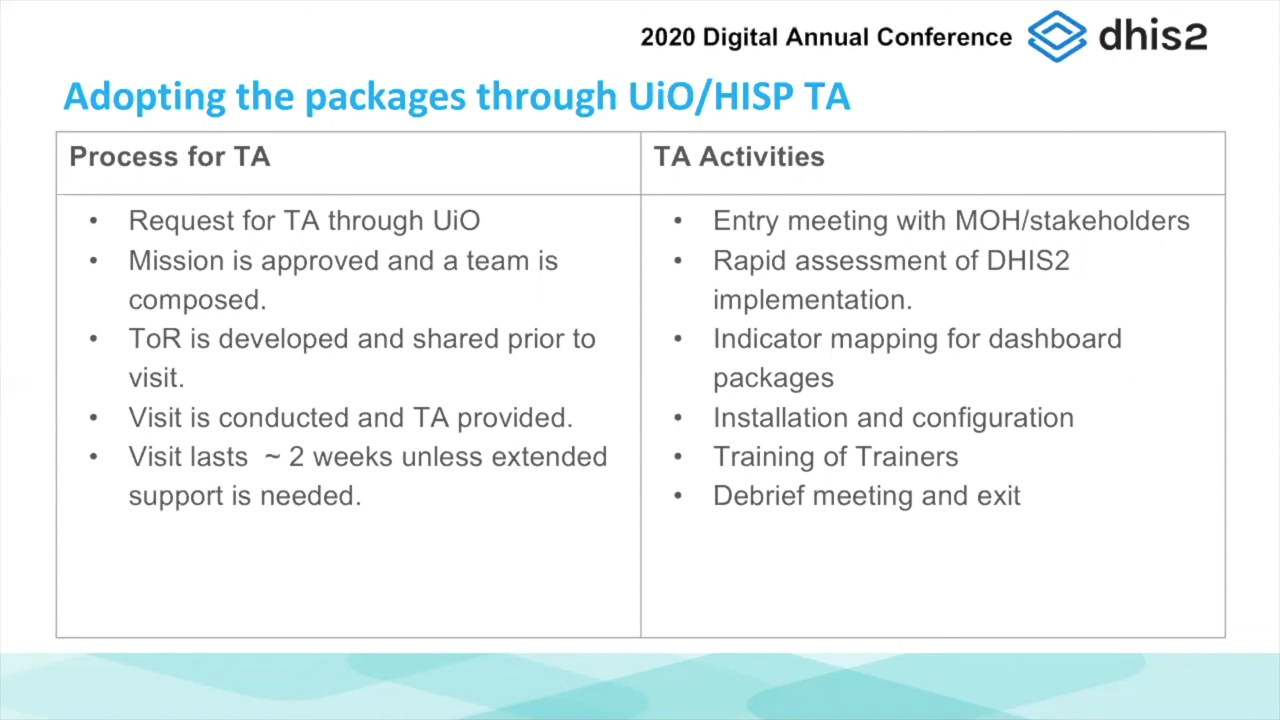 2020 Digital Annual Conference
dhis2
Adopting the packages through UiO/HISP TA
Process for TA
• Request for TA through UiO
• Mission is approved and a team is
composed.
• ToR is developed and shared prior to
visit.
• Visit is conducted and TA provided.
• Visit lasts ~ 2 weeks unless extended
support is needed.
TA Activities
• Entry meeting with MOH/stakeholders
• Rapid assessment of DHIS2
implementation.
• Indicator mapping for dashboard
packages
• Installation and configuration
• Training of Trainers
• Debrief meeting and exit